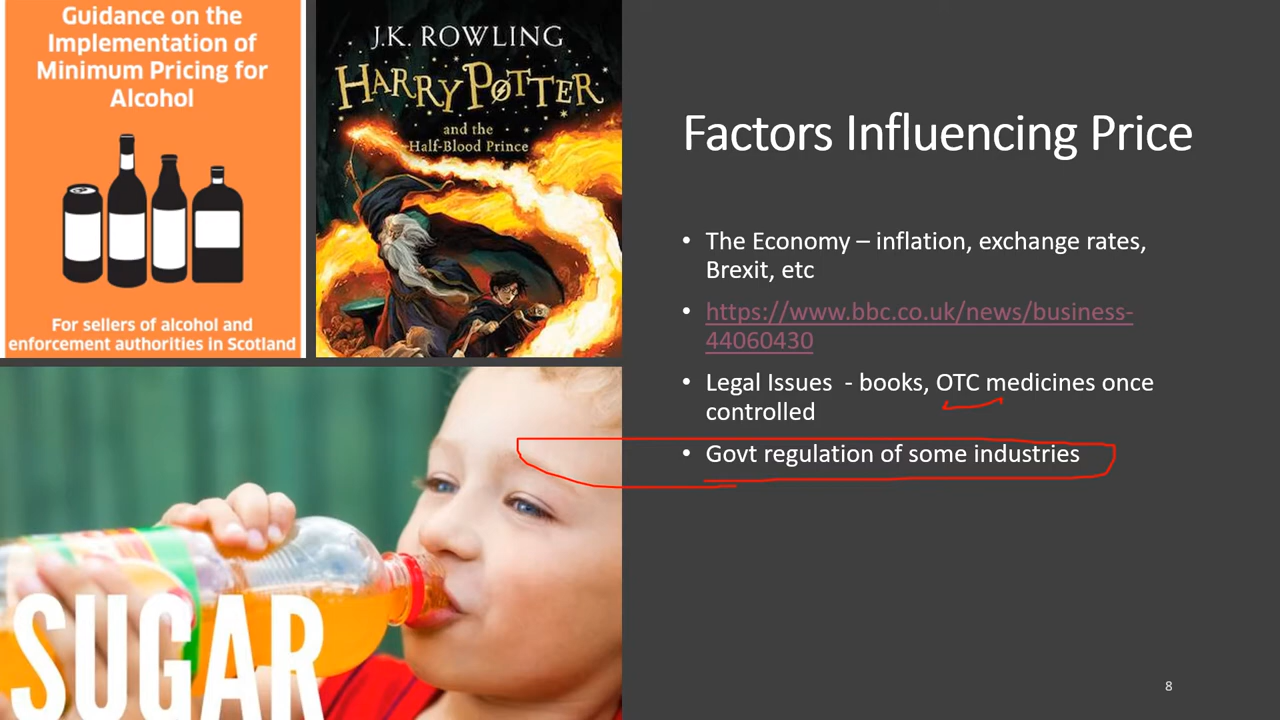 Guidance on the
Implementation of
Minimum Pricing for
Alcohol
For sellers of alcohol and
enforcement authorities in Scotland
J.K. ROWLING
HARRY POTTER
and the
Half-Blood Prince
SUGAR
Factors Influencing Price
• The Economy – inflation, exchange rates,
Brexit, etc
• https://www.bbc.co.uk/news/business-
44060430
• Legal Issues - books, OTC medicines once
controlled
• Govt regulation of some industries
8